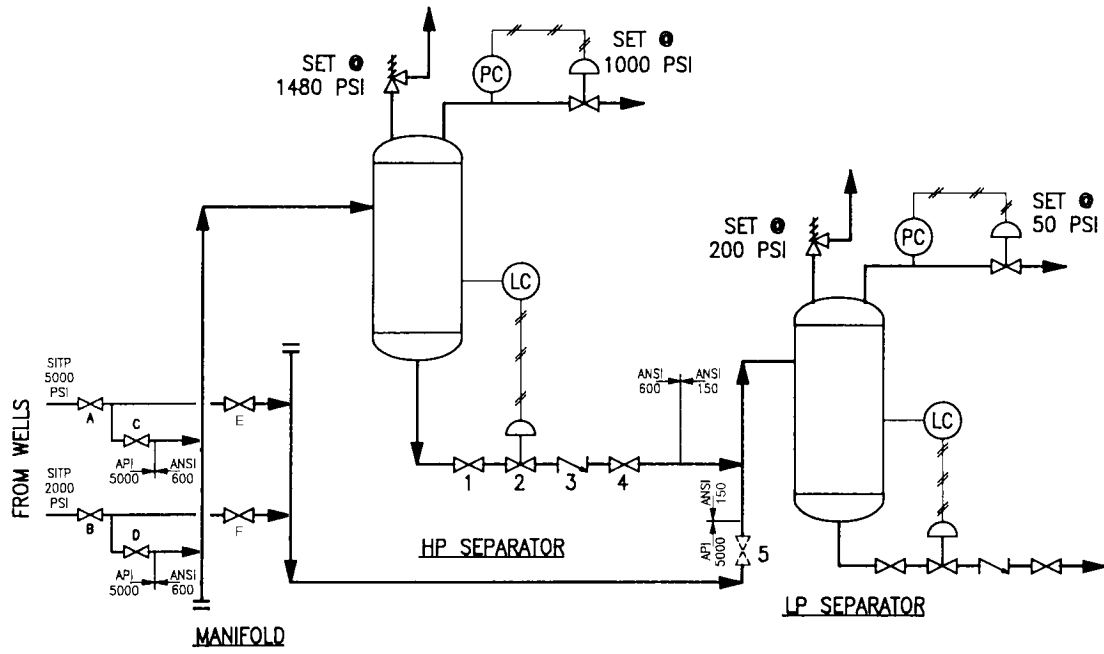 SET @
1480 PSI
PC
SET @
1000 PSI
SET @
200 PSI
PC
SET @
50 PSI
LC
LC
FROM WELLS
SITP
5000
PSI
A
C
E
API
5000
ANSI
600
SITP
2000
PSI
B
D
F
API
5000
ANSI
600
ANSI
600
ANSI
150
1
2
3
4
ANSI
150
API
5000
5
HP SEPARATOR
LP SEPARATOR
MANIFOLD